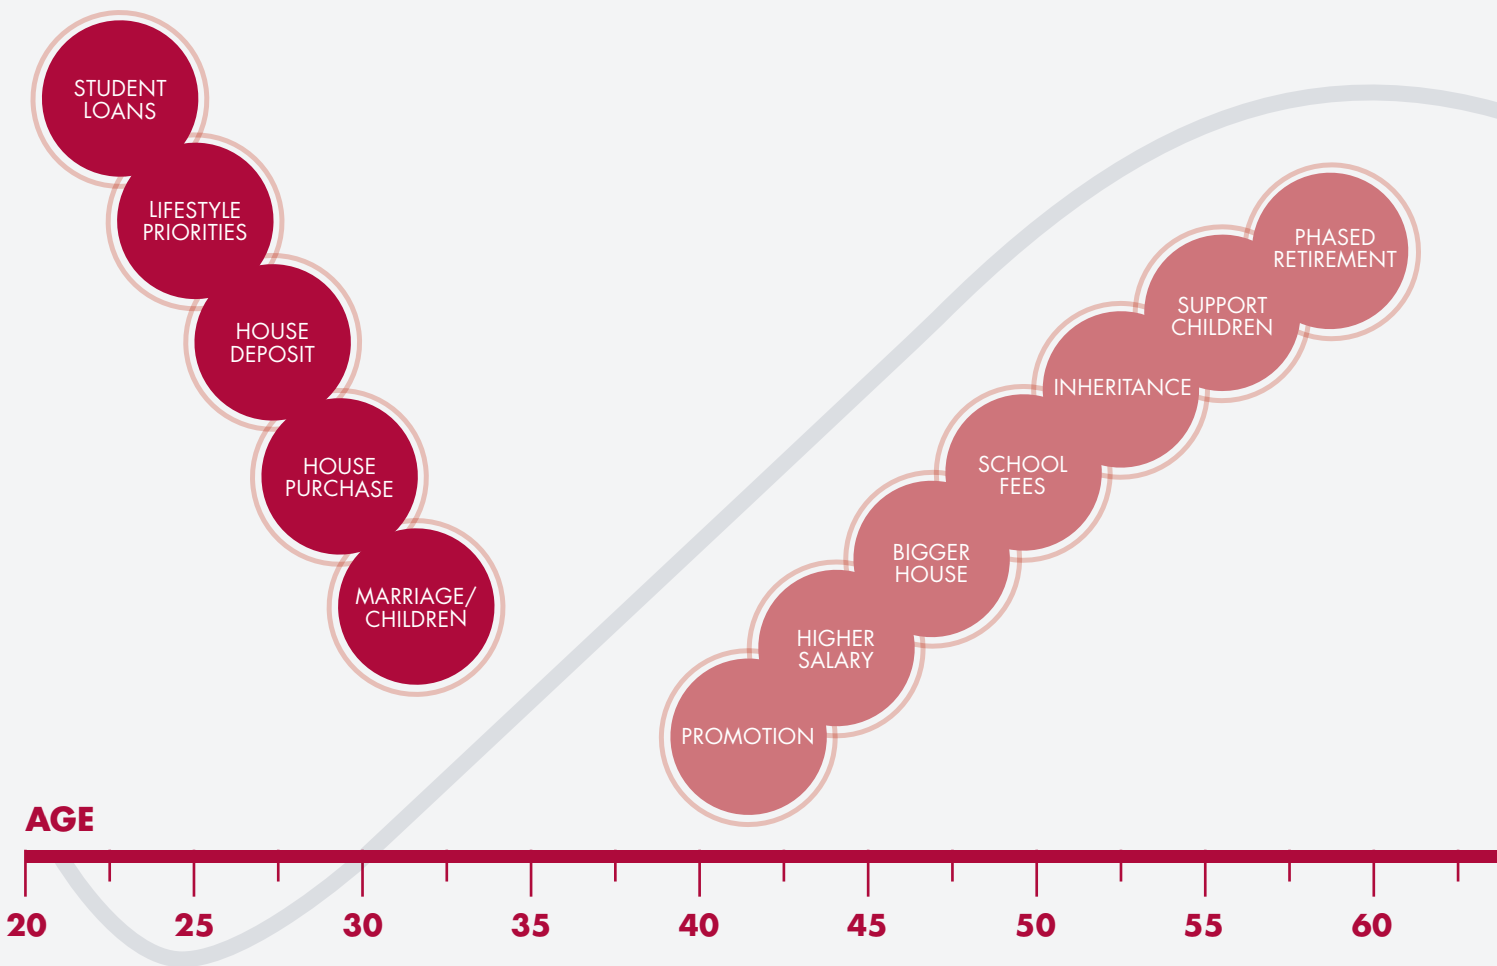 STUDENT
LOANS
LIFESTYLE
PRIORITIES
HOUSE
DEPOSIT
HOUSE
PURCHASE
MARRIAGE/
CHILDREN
PROMOTION
HIGHER
SALARY
BIGGER
HOUSE
SCHOOL
FEES
INHERITANCE
SUPPORT
CHILDREN
PHASED
RETIREMENT
AGE
20 25 30 35 40 45 50 55 60